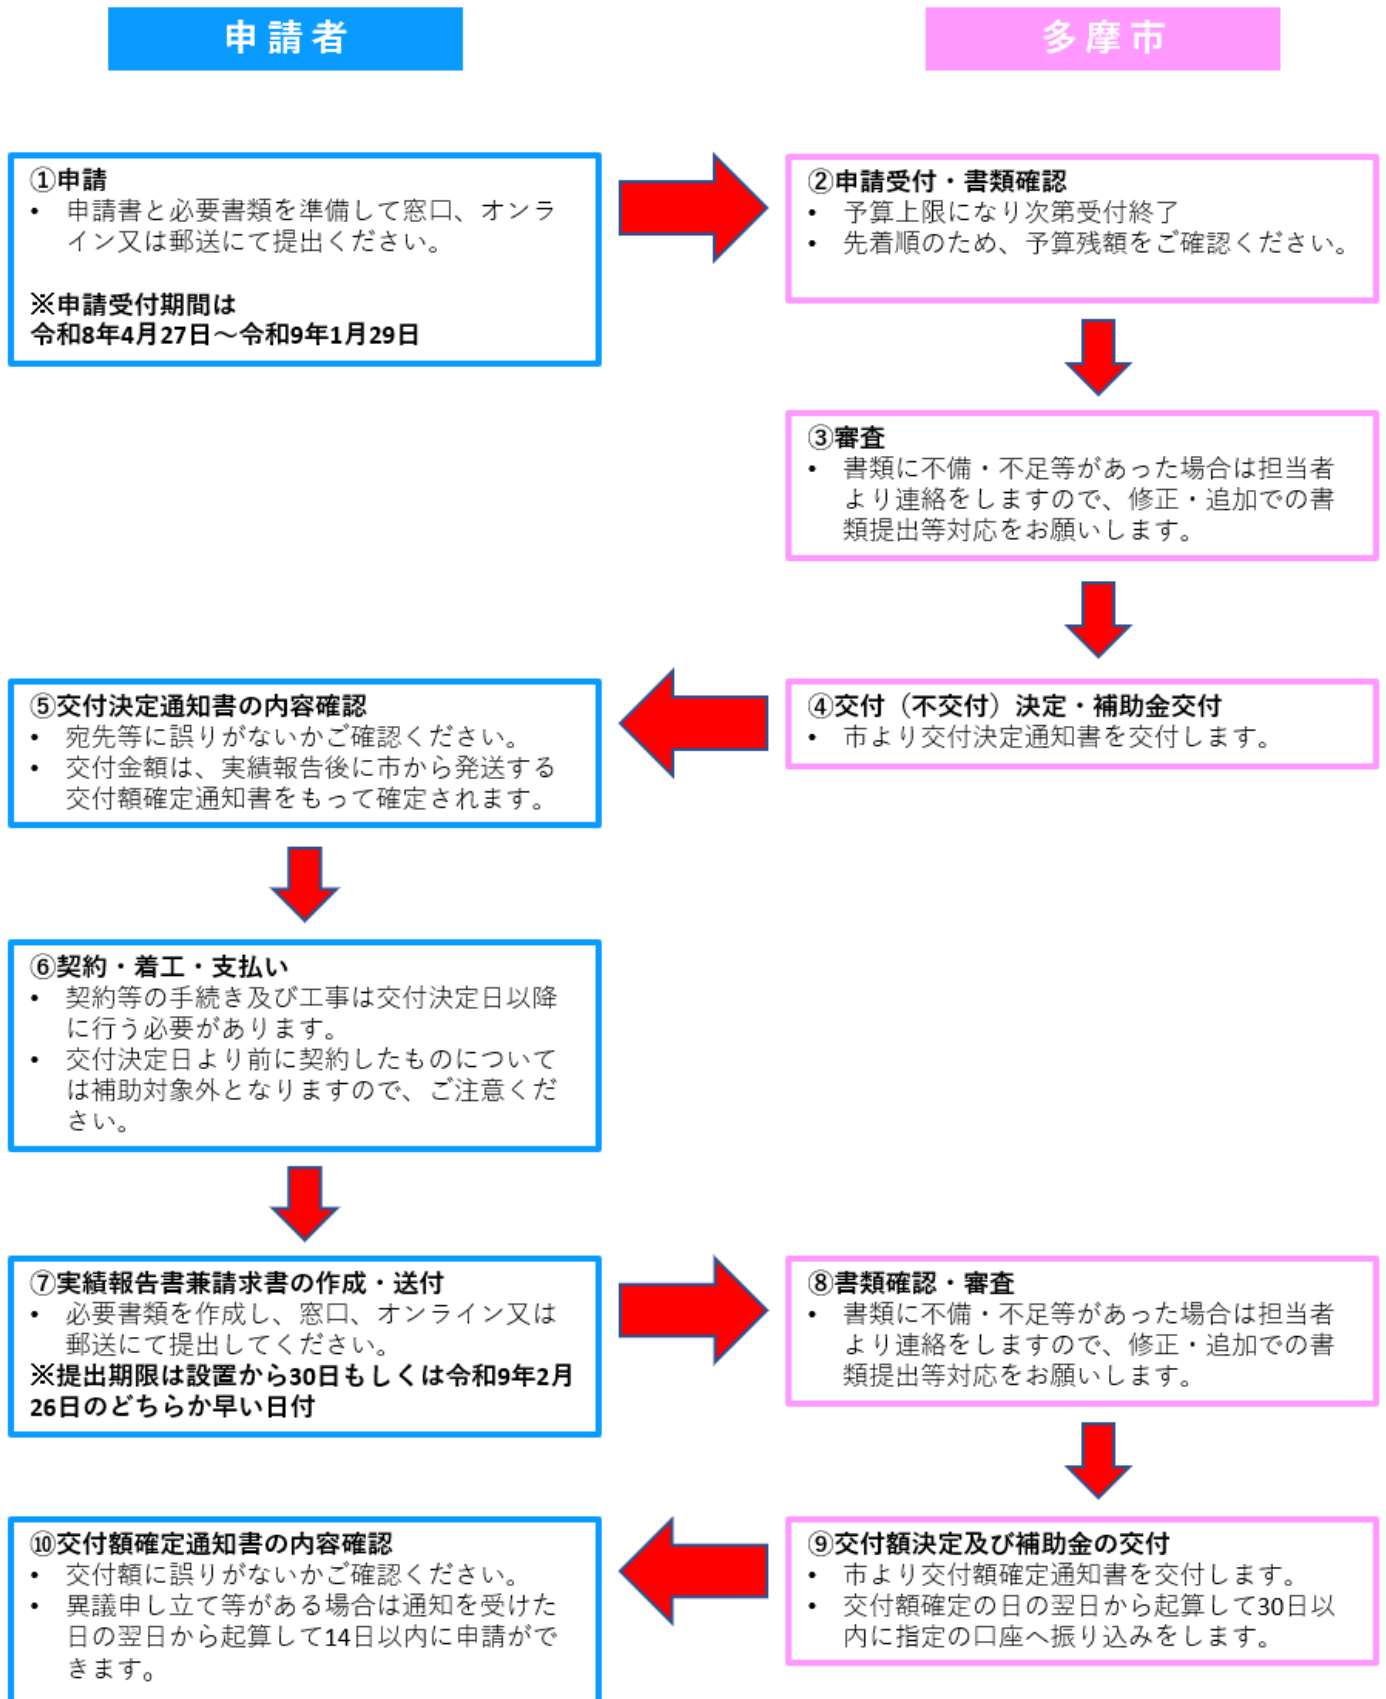 申請者
多摩市
①申請
• 申請書と必要書類を準備して窓口、オンラ
イン又は郵送にて提出ください。
※申請受付期間は
令和8年4月27日～令和9年1月29日
②申請受付・書類確認
• 予算上限になり次第受付終了
• 先着順のため、予算残額をご確認ください。
③審査
• 書類に不備・不足等があった場合は担当者
より連絡をしますので、修正・追加での書
類提出等対応をお願いします。
④交付（不交付）決定・補助金交付
• 市より交付決定通知書を交付します。
⑤交付決定通知書の内容確認
• 宛先等に誤りがないかご確認ください。
• 交付金額は、実績報告後に市から発送する
交付額確定通知書をもって確定されます。
⑥契約・着工・支払い
• 契約等の手続き及び工事は交付決定日以降
に行う必要があります。
• 交付決定日より前に契約したものについて
は補助対象外となりますので、ご注意くだ
さい。
⑦実績報告書兼請求書の作成・送付
• 必要書類を作成し、窓口、オンライン又は
郵送にて提出してください。
※提出期限は設置から30日もしくは令和9年2月
26日のどちらか早い日付
⑧書類確認・審査
• 書類に不備・不足等があった場合は担当者
より連絡をしますので、修正・追加での書
類提出等対応をお願いします。
⑨交付額決定及び補助金の交付
• 市より交付額確定通知書を交付します。
• 交付額確定の日の翌日から起算して30日以
内に指定の口座へ振り込みをします。
⑩交付額確定通知書の内容確認
• 交付額に誤りがないかご確認ください。
• 異議申し立て等がある場合は通知を受けた
日の翌日から起算して14日以内に申請がで
きます。